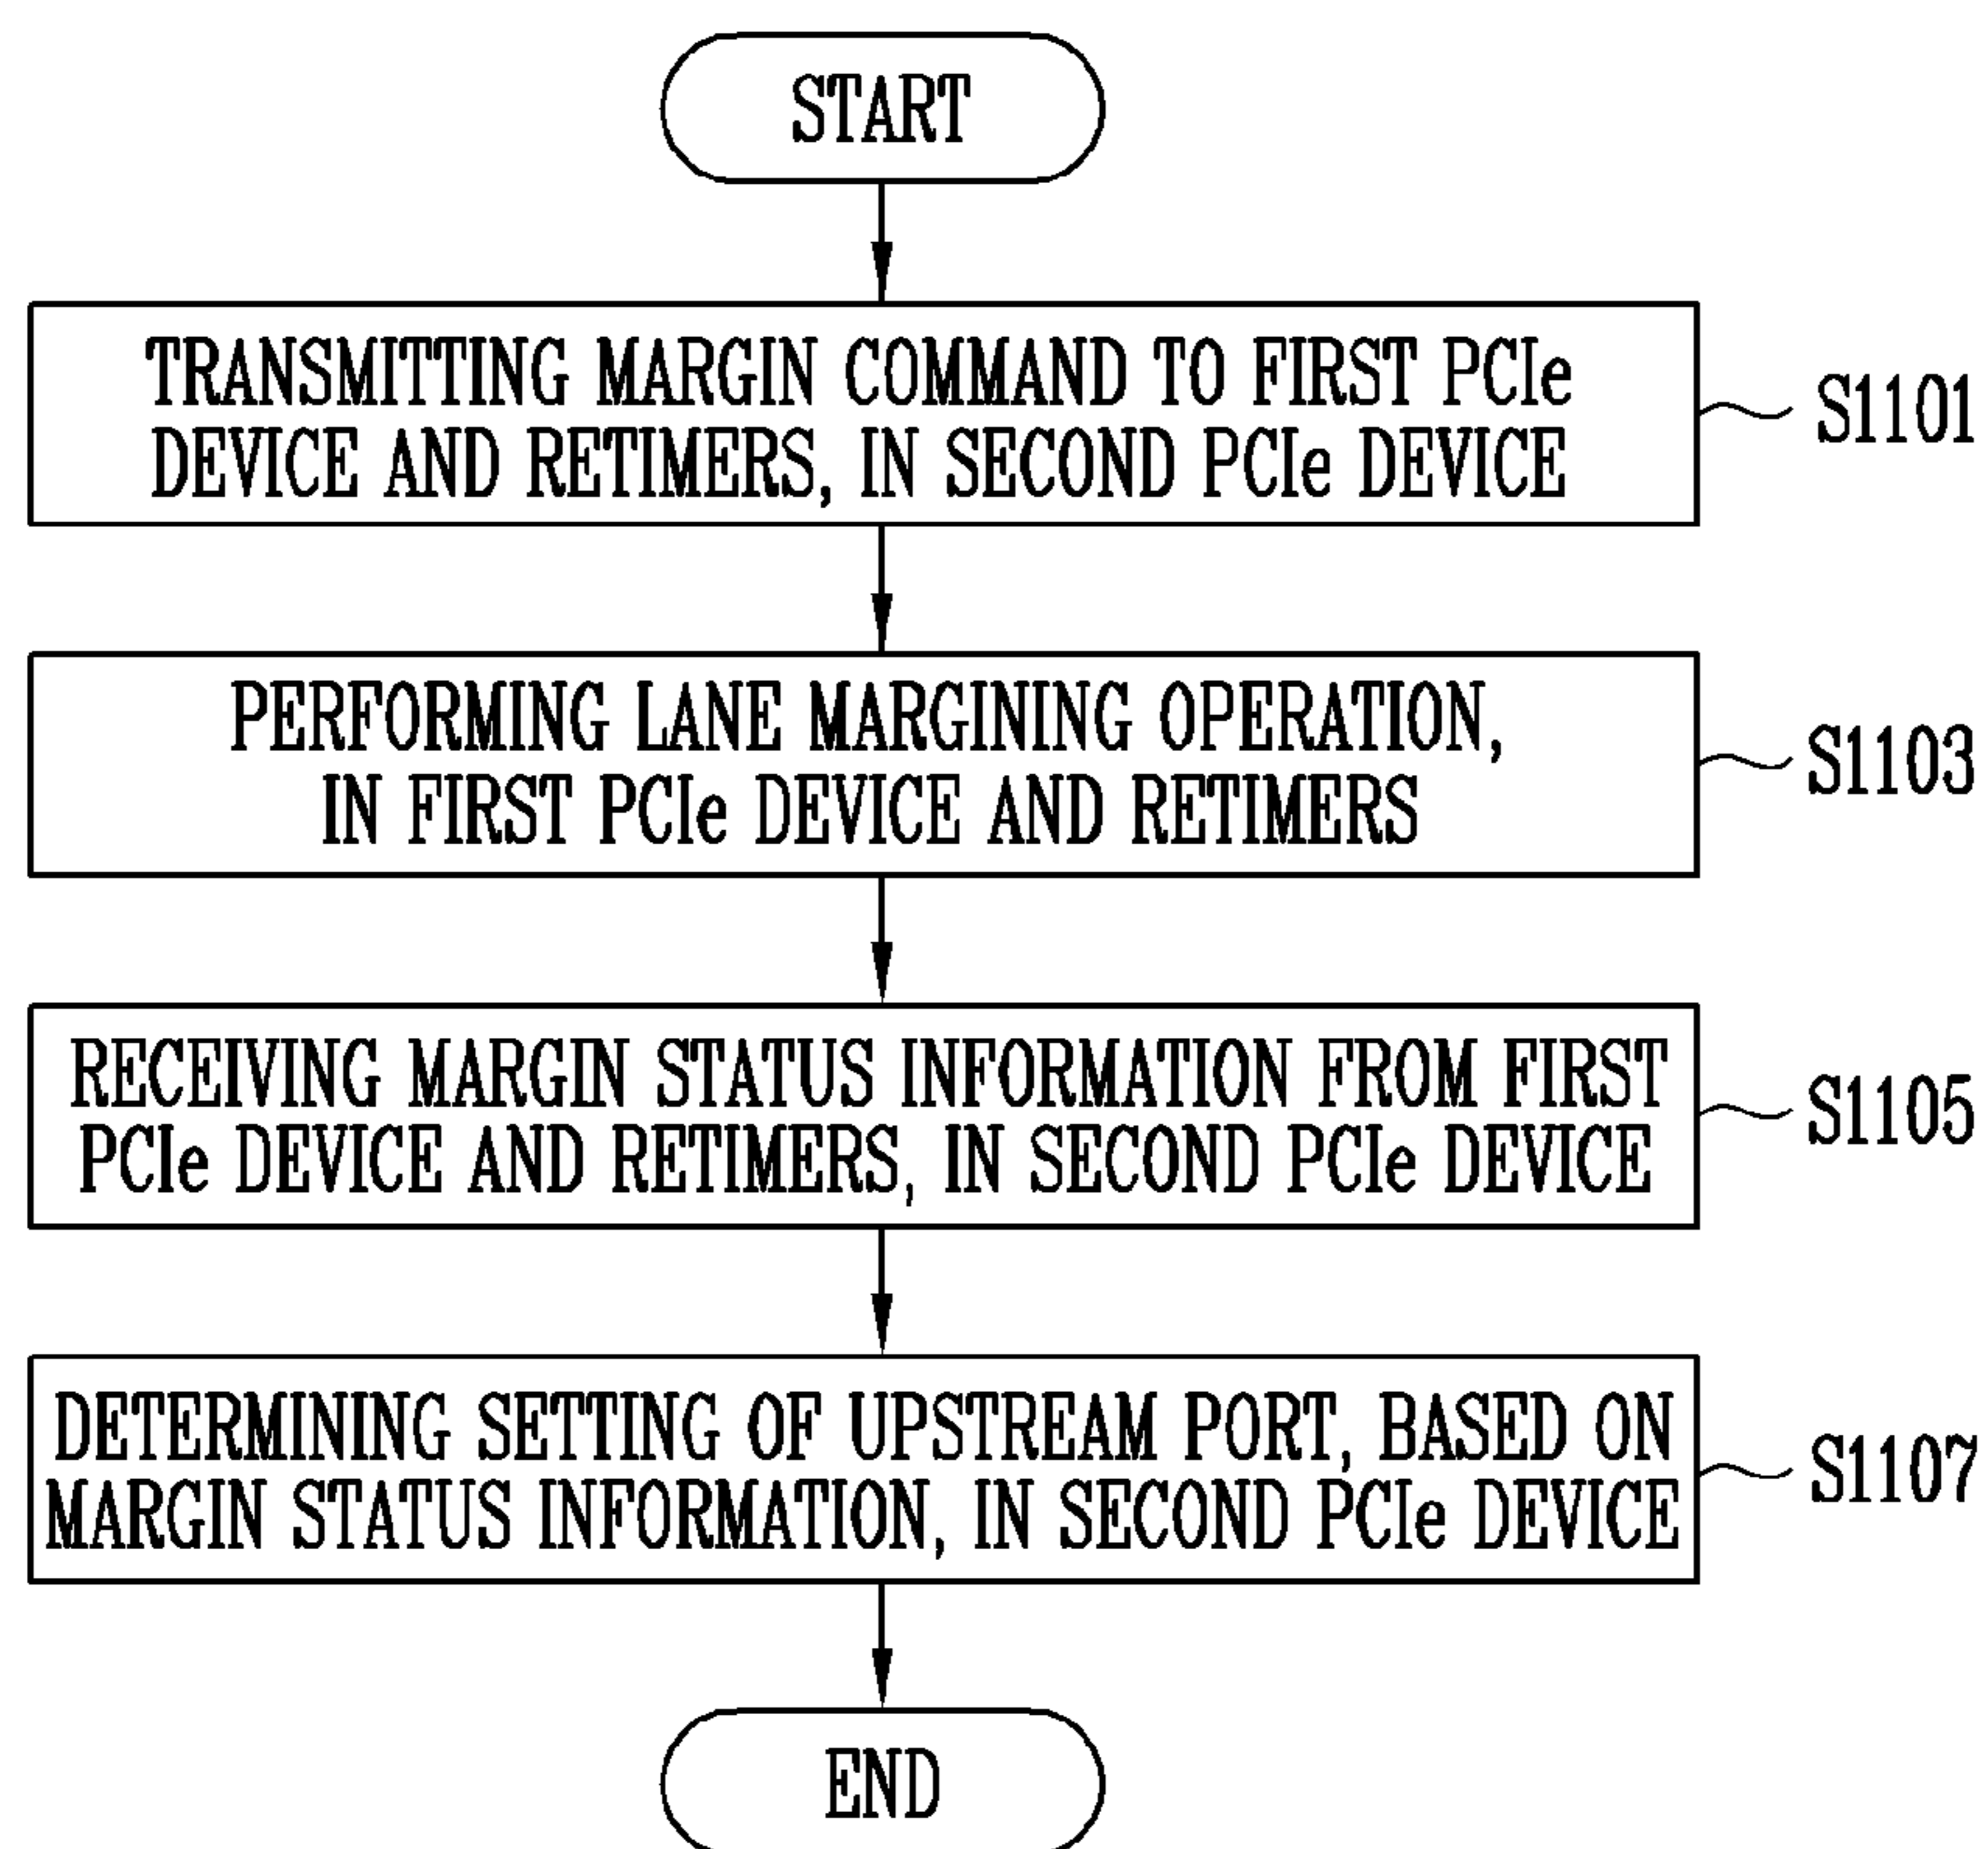 START
TRANSMITTING MARGIN COMMAND TO FIRST PCIe
DEVICE AND RETIMERS, IN SECOND PCIe DEVICE
S1101
PERFORMING LANE MARGINING OPERATION,
IN FIRST PCIe DEVICE AND RETIMERS
S1103
RECEIVING MARGIN STATUS INFORMATION FROM FIRST
PCIe DEVICE AND RETIMERS, IN SECOND PCIe DEVICE
S1105
DETERMINING SETTING OF UPSTREAM PORT, BASED ON
MARGIN STATUS INFORMATION, IN SECOND PCIe DEVICE
S1107
END